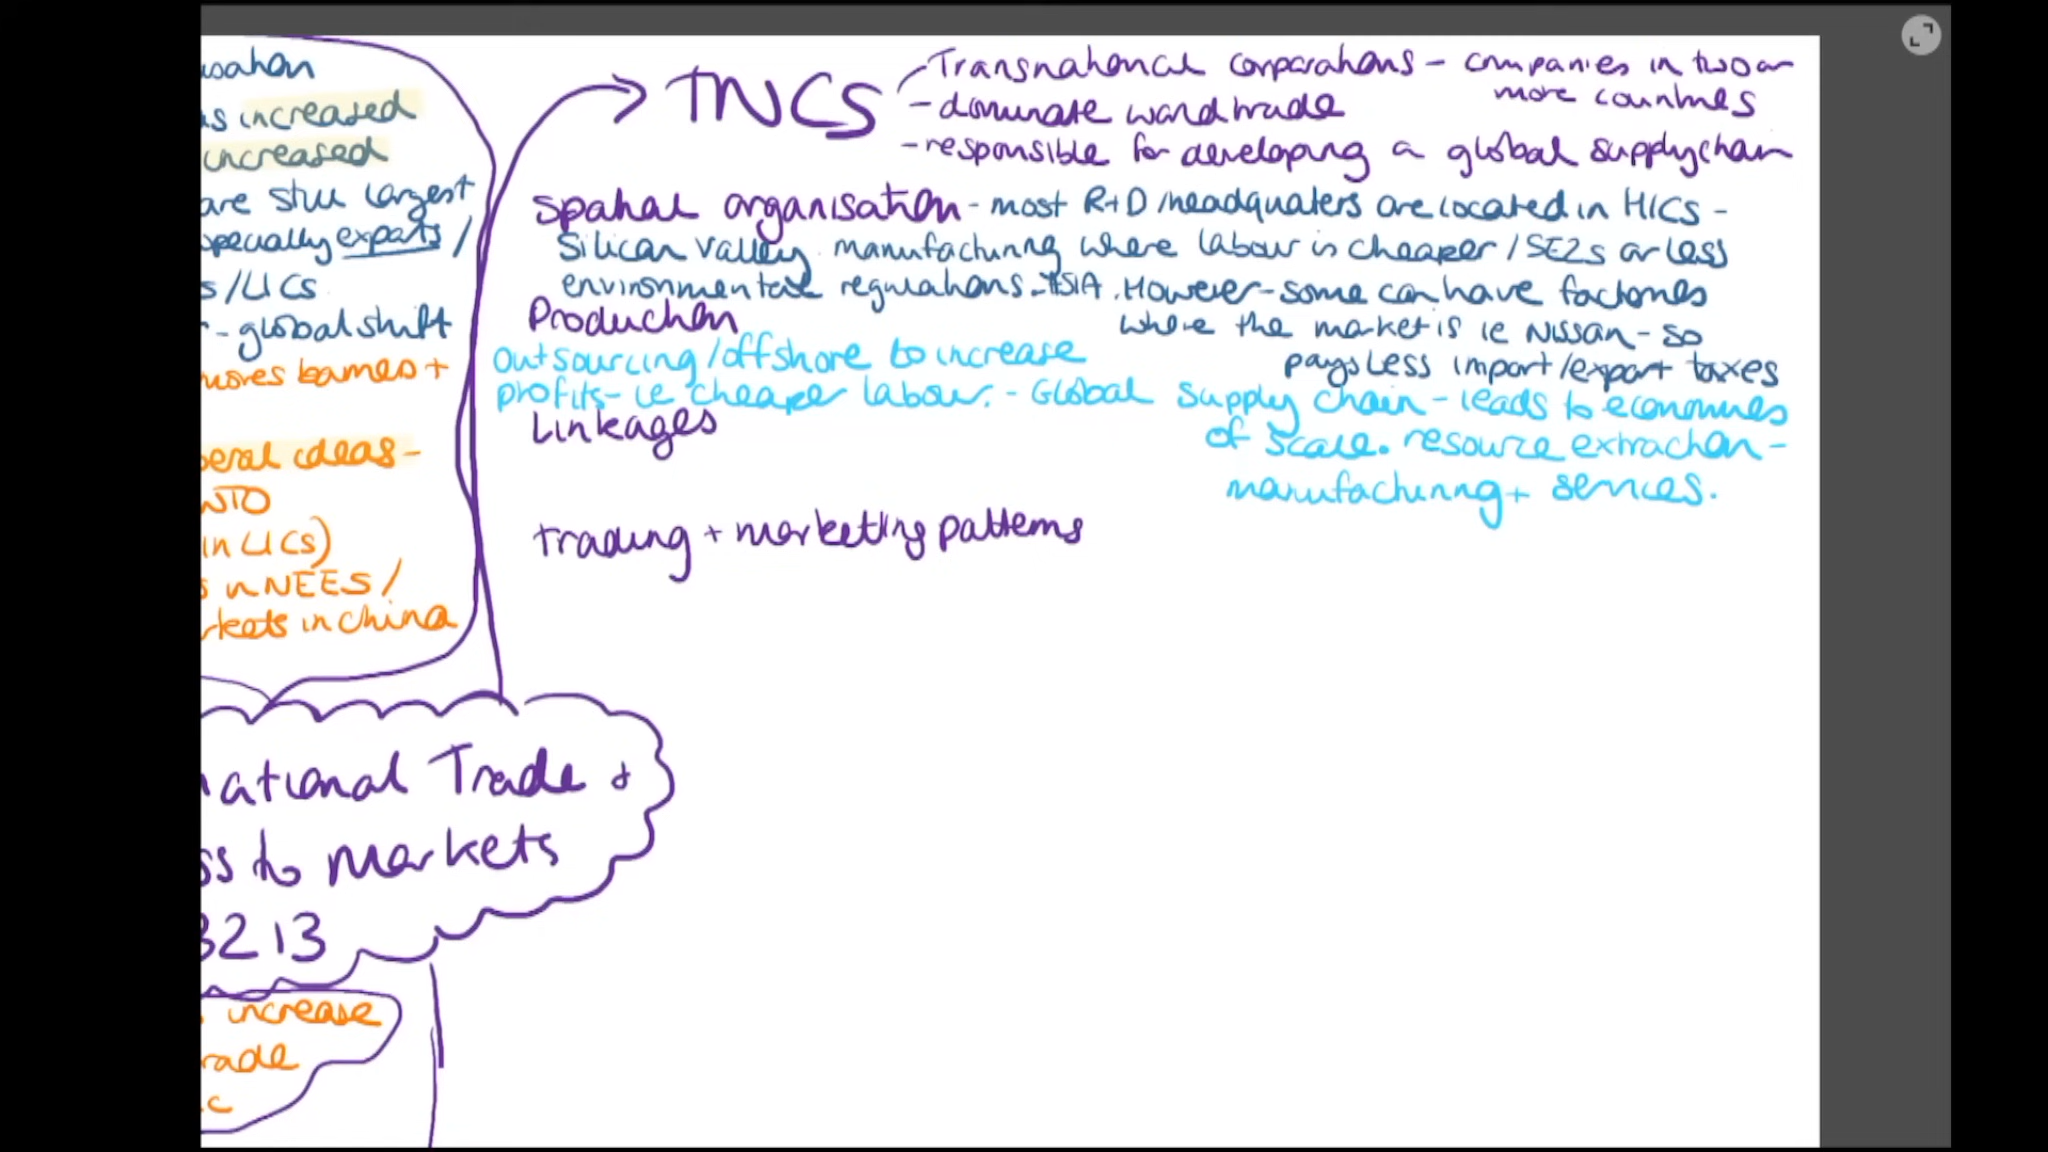 isation
as increased
increased
are still largest
specially exports /
s/LICs
- global shift
moves barriers +
beral ideas-
WTO
in LICs)
s in NEES /
rkets in china
TNCS
Transnational corporations - companies in two or
more countries
- dominate world trade
- responsible for developing a global supply chain
Spatial organisation - most R+D /headquarters are located in HICS -
Silicon Valley. manufacturing where labour is cheaper /SEZs or less
environmental regulations - ASIA. However - some can have factories
where the market is ie Nissan - so
pays less import/export taxes
Production
Outsourcing /offshore to increase
profits - ie cheaper labour. - Global supply chain - leads to economies
of scale. resource extraction -
manufacturing + services.
Linkages
trading + marketing patterns
national Trade +
ss to markets
3213
increase
rade
c